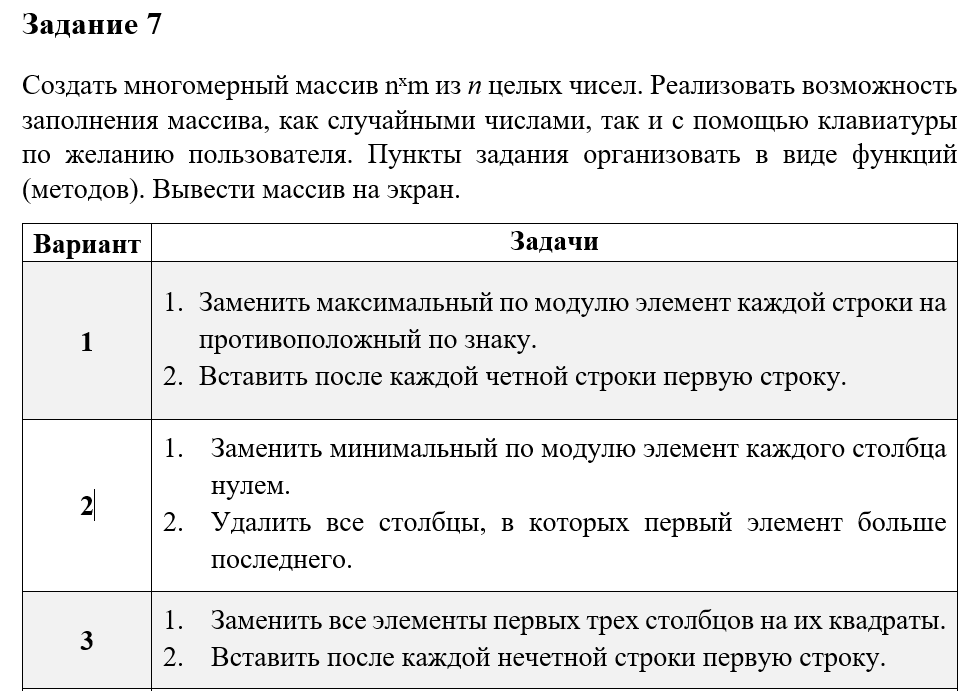 Задание 7
Создать многомерный массив nˣm из n целых чисел. Реализовать возможность
заполнения массива, как случайными числами, так и с помощью клавиатуры
по желанию пользователя. Пункты задания организовать в виде функций
(методов). Вывести массив на экран.
Вариант Задачи
1
1. Заменить максимальный по модулю элемент каждой строки на
противоположный по знаку.
2. Вставить после каждой четной строки первую строку.
2
1. Заменить минимальный по модулю элемент каждого столбца
нулем.
2. Удалить все столбцы, в которых первый элемент больше
последнего.
3
1. Заменить все элементы первых трех столбцов на их квадраты.
2. Вставить после каждой нечетной строки первую строку.